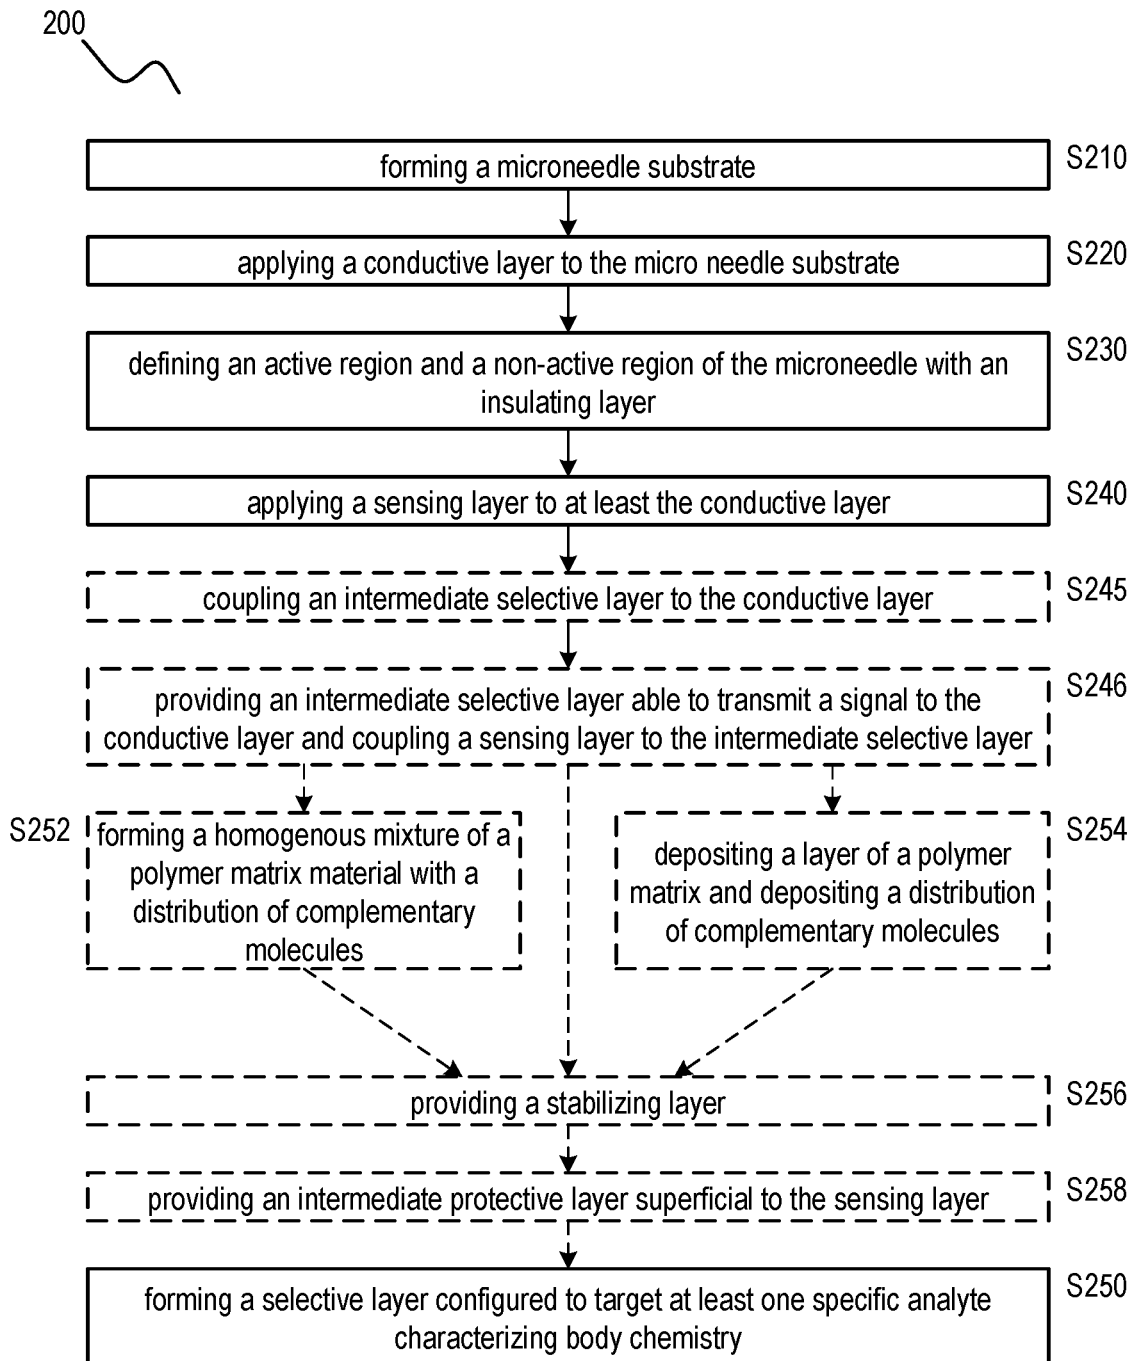 200
forming a microneedle substrate
S210
applying a conductive layer to the micro needle substrate
S220
defining an active region and a non-active region of the microneedle with an
insulating layer
S230
applying a sensing layer to at least the conductive layer
S240
coupling an intermediate selective layer to the conductive layer
S245
providing an intermediate selective layer able to transmit a signal to the
conductive layer and coupling a sensing layer to the intermediate selective layer
S246
S252
forming a homogenous mixture of a
polymer matrix material with a
distribution of complementary
molecules
depositing a layer of a polymer
matrix and depositing a distribution
of complementary molecules
S254
providing a stabilizing layer
S256
providing an intermediate protective layer superficial to the sensing layer
S258
forming a selective layer configured to target at least one specific analyte
characterizing body chemistry
S250